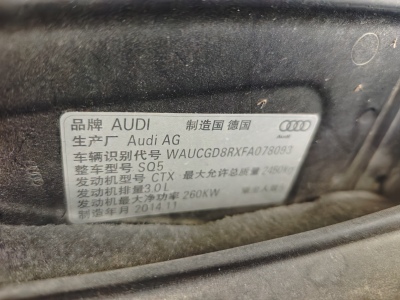 品牌 AUDI 制造国 德国
Audi
生产厂 Audi AG
车辆识别代号 WAUCGD8RXFA078093
整车型号 SQ5
发动机型号 CTX 最大允许总质量
发动机排量 3.0 L
发动机最大净功率 260KW
制造年月 2014.11